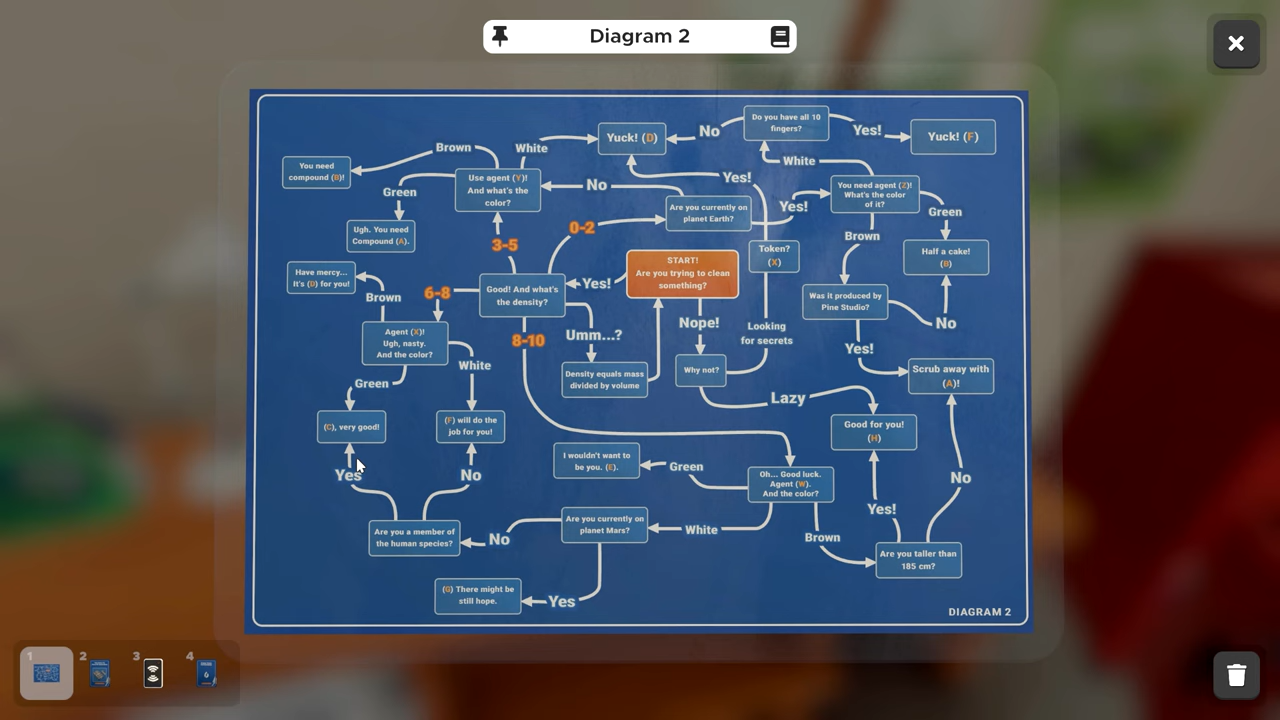 Diagram 2
Do you have all 10
fingers?
No
Yes!
Yuck! (D)
Yuck! (F)
White
Brown
White
You need
compound (B)!
Use agent (Y)!
And what's the
color?
No
Yes!
You need agent (Z)!
What's the color
of it?
Green
Are you currently on
planet Earth?
Yes!
Green
Ugh. You need
Compound (A).
0-2
3-5
Brown
Half a cake!
(B)
Token?
(X)
START!
Are you trying to clean
something?
Have mercy...
It's (D) for you!
Yes!
Good! And what's
the density?
6-8
Brown
Was it produced by
Pine Studio?
No
Nope!
Looking
for secrets
Umm...?
8-10
Agent (X)!
Ugh, nasty.
And the color?
Yes!
White
Why not?
Density equals mass
divided by volume
Scrub away with
(A)!
Green
Lazy
(C), very good!
(F) will do the
job for you!
Good for you!
(H)
I wouldn't want to
be you. (E).
Green
Oh... Good luck.
Agent (W).
And the color?
Yes
No
No
Yes!
Are you currently on
planet Mars?
White
Brown
Are you a member of
the human species?
No
Are you taller than
185 cm?
(G) There might be
still hope.
Yes
DIAGRAM 2
1
2
3
4